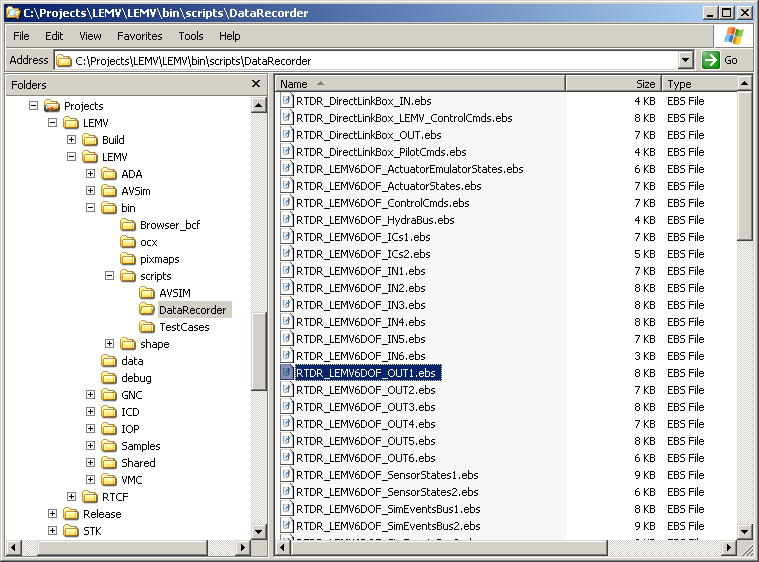 C:\Projects\LEMV\LEMV\bin\scripts\DataRecorder
File Edit View Favorites Tools Help
Address C:\Projects\LEMV\LEMV\bin\scripts\DataRecorder Go
Folders
Projects
LEMV
Build
LEMV
ADA
AVSim
bin
Browser_bcf
ocx
pixmaps
scripts
AVSIM
DataRecorder
TestCases
shape
data
debug
GNC
ICD
IOP
Samples
Shared
VMC
RTCF
Release
STK
Name Size Type
RTDR_DirectLinkBox_IN.ebs 4 KB EBS File
RTDR_DirectLinkBox_LEMV_ControlCmds.ebs 8 KB EBS File
RTDR_DirectLinkBox_OUT.ebs 7 KB EBS File
RTDR_DirectLinkBox_PilotCmds.ebs 4 KB EBS File
RTDR_LEMV6DOF_ActuatorEmulatorStates.ebs 6 KB EBS File
RTDR_LEMV6DOF_ActuatorStates.ebs 7 KB EBS File
RTDR_LEMV6DOF_ControlCmds.ebs 7 KB EBS File
RTDR_LEMV6DOF_HydraBus.ebs 4 KB EBS File
RTDR_LEMV6DOF_ICs1.ebs 7 KB EBS File
RTDR_LEMV6DOF_ICs2.ebs 5 KB EBS File
RTDR_LEMV6DOF_IN1.ebs 7 KB EBS File
RTDR_LEMV6DOF_IN2.ebs 8 KB EBS File
RTDR_LEMV6DOF_IN3.ebs 8 KB EBS File
RTDR_LEMV6DOF_IN4.ebs 8 KB EBS File
RTDR_LEMV6DOF_IN5.ebs 7 KB EBS File
RTDR_LEMV6DOF_IN6.ebs 3 KB EBS File
RTDR_LEMV6DOF_OUT1.ebs 8 KB EBS File
RTDR_LEMV6DOF_OUT2.ebs 7 KB EBS File
RTDR_LEMV6DOF_OUT3.ebs 8 KB EBS File
RTDR_LEMV6DOF_OUT4.ebs 7 KB EBS File
RTDR_LEMV6DOF_OUT5.ebs 8 KB EBS File
RTDR_LEMV6DOF_OUT6.ebs 6 KB EBS File
RTDR_LEMV6DOF_SensorStates1.ebs 9 KB EBS File
RTDR_LEMV6DOF_SensorStates2.ebs 6 KB EBS File
RTDR_LEMV6DOF_SimEventsBus1.ebs 8 KB EBS File
RTDR_LEMV6DOF_SimEventsBus2.ebs 9 KB EBS File